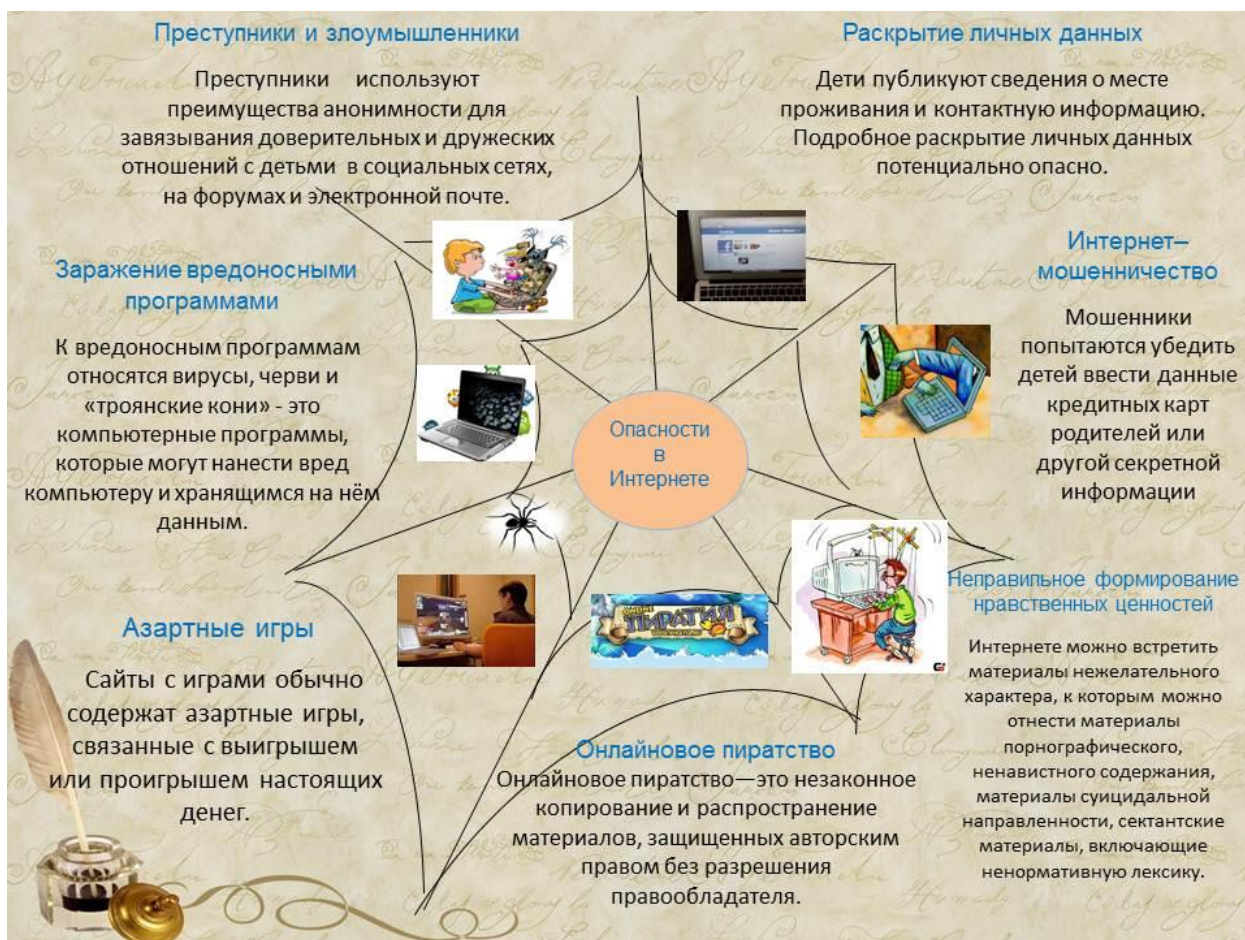 Преступники и злоумышленники
Преступники используют
преимущества анонимности для
завязывания доверительных и дружеских
отношений с детьми в социальных сетях,
на форумах и электронной почте.
Раскрытие личных данных
Дети публикуют сведения о месте
проживания и контактную информацию.
Подробное раскрытие личных данных
потенциально опасно.
Заражение вредоносными
программами
К вредоносным программам
относятся вирусы, черви и
«троянские кони» - это
компьютерные программы,
которые могут нанести вред
компьютеру и хранящимся на нём
данным.
Интернет–
мошенничество
Мошенники
попытаются убедить
детей ввести данные
кредитных карт
родителей или
другой секретной
информации
Опасности
в
Интернете
Азартные игры
Сайты с играми обычно
содержат азартные игры,
связанные с выигрышем
или проигрышем настоящих
денег.
ПИРАТИЯ
Онлайновое пиратство
Онлайновое пиратство—это незаконное
копирование и распространение
материалов, защищенных авторским
правом без разрешения
правообладателя.
Неправильное формирование
нравственных ценностей
Интернете можно встретить
материалы нежелательного
характера, к которым можно
отнести материалы
порнографического,
ненавистного содержания,
материалы суицидальной
направленности, сектантские
материалы, включающие
ненормативную лексику.